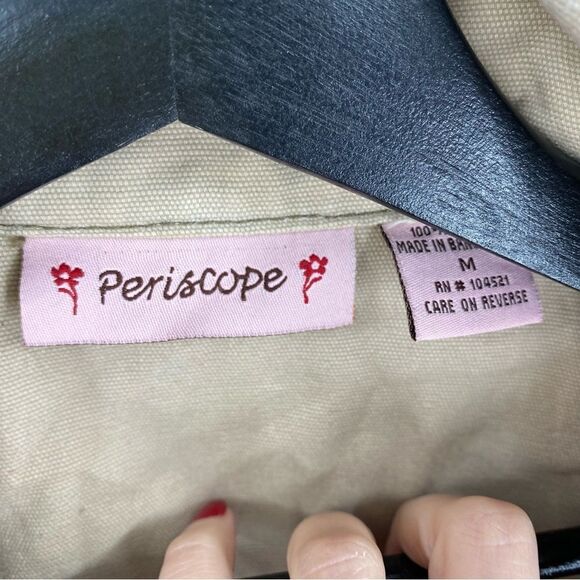 Periscope
MADE IN
M
RN # 104521
CARE ON REVERSE